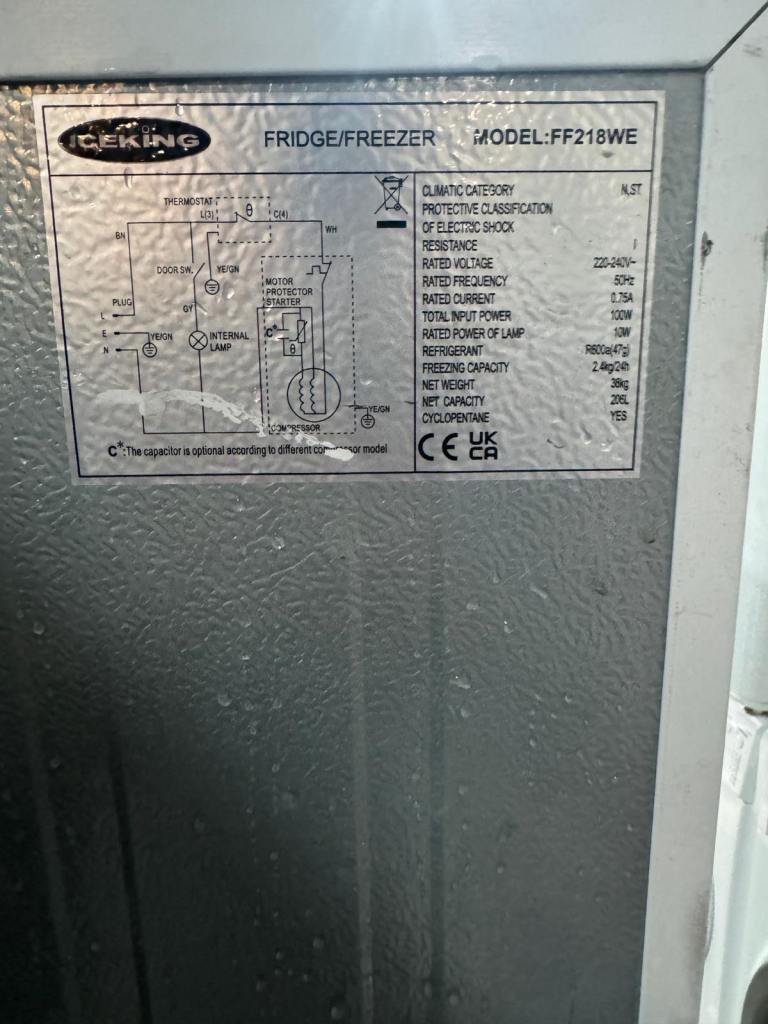 ICEKING
FRIDGE/FREEZER MODEL:FF218WE
THERMOSTAT
L(3) θ C(4)
BN
WH
DOOR SW. YE/GN
MOTOR
PROTECTOR
STARTER
PLUG
GY
L
E YE/GN
N
INTERNAL
LAMP
C*
θ
YE/GN
COMPRESSOR
C*:The capacitor is optional according to different compressor model
CLIMATIC CATEGORY N,ST
PROTECTIVE CLASSIFICATION
OF ELECTRIC SHOCK
RESISTANCE I
RATED VOLTAGE 220-240V~
RATED FREQUENCY 50Hz
RATED CURRENT 0.75A
TOTAL INPUT POWER 100W
RATED POWER OF LAMP 10W
REFRIGERANT R600a(47g)
FREEZING CAPACITY 2.4kg/24h
NET WEIGHT 38kg
NET CAPACITY 206L
CYCLOPENTANE YES
CE UK
CA